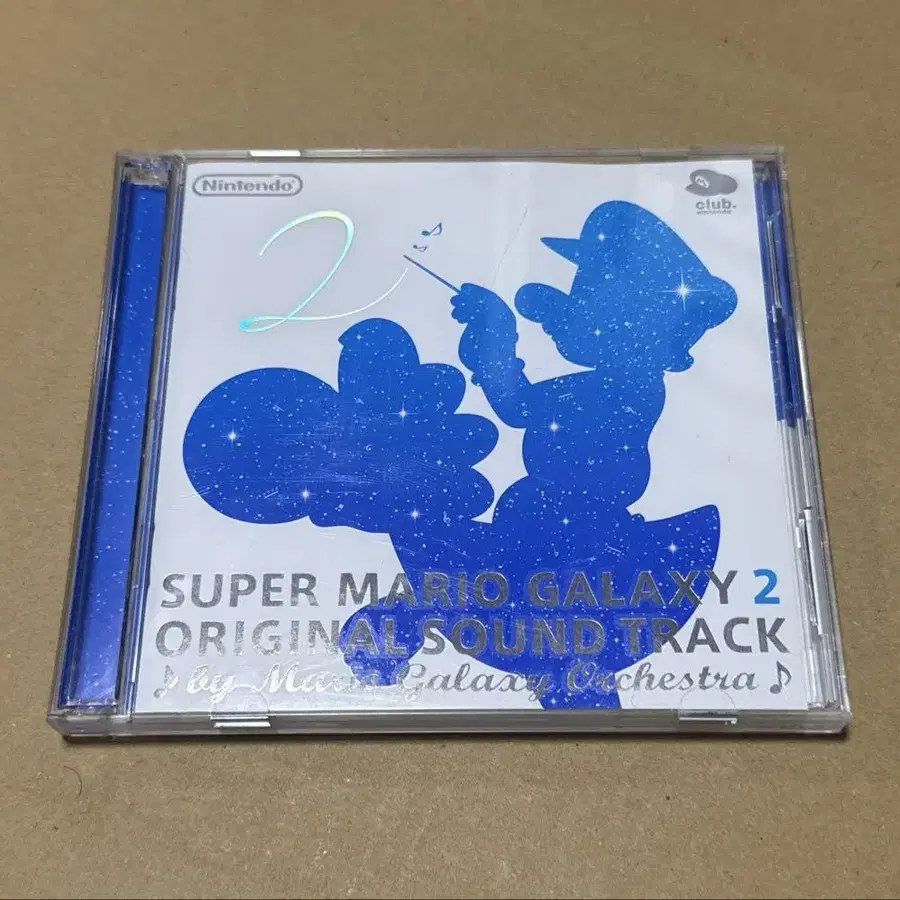 Nintendo
2
club.
nintendo
SUPER MARIO GALAXY 2
ORIGINAL SOUND TRACK
♪ by Mario Galaxy Orchestra ♪